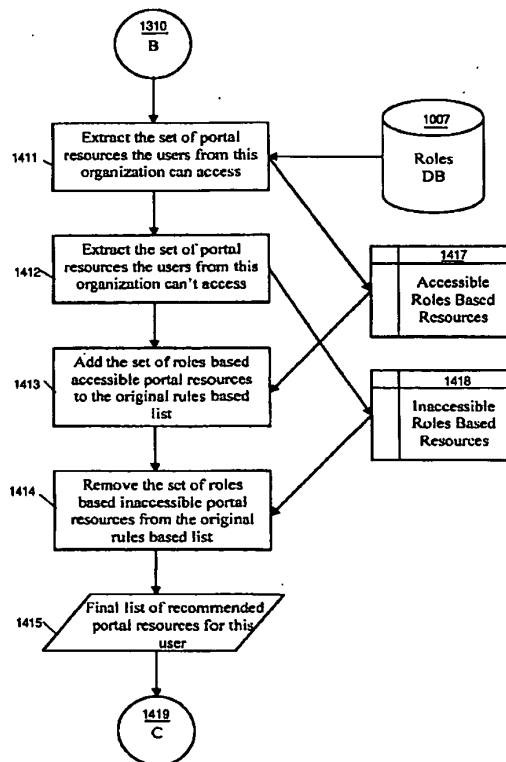 1310
B
1411
Extract the set of portal
resources the users from this
organization can access
1007
Roles
DB
1412
Extract the set of portal
resources the users from this
organization can't access
1417
Accessible
Roles Based
Resources
1413
Add the set of roles based
accessible portal resources
to the original rules based
list
1418
Inaccessible
Roles Based
Resources
1414
Remove the set of roles
based inaccessible portal
resources from the original
rules based list
1415
Final list of recommended
portal resources for this
user
1419
C